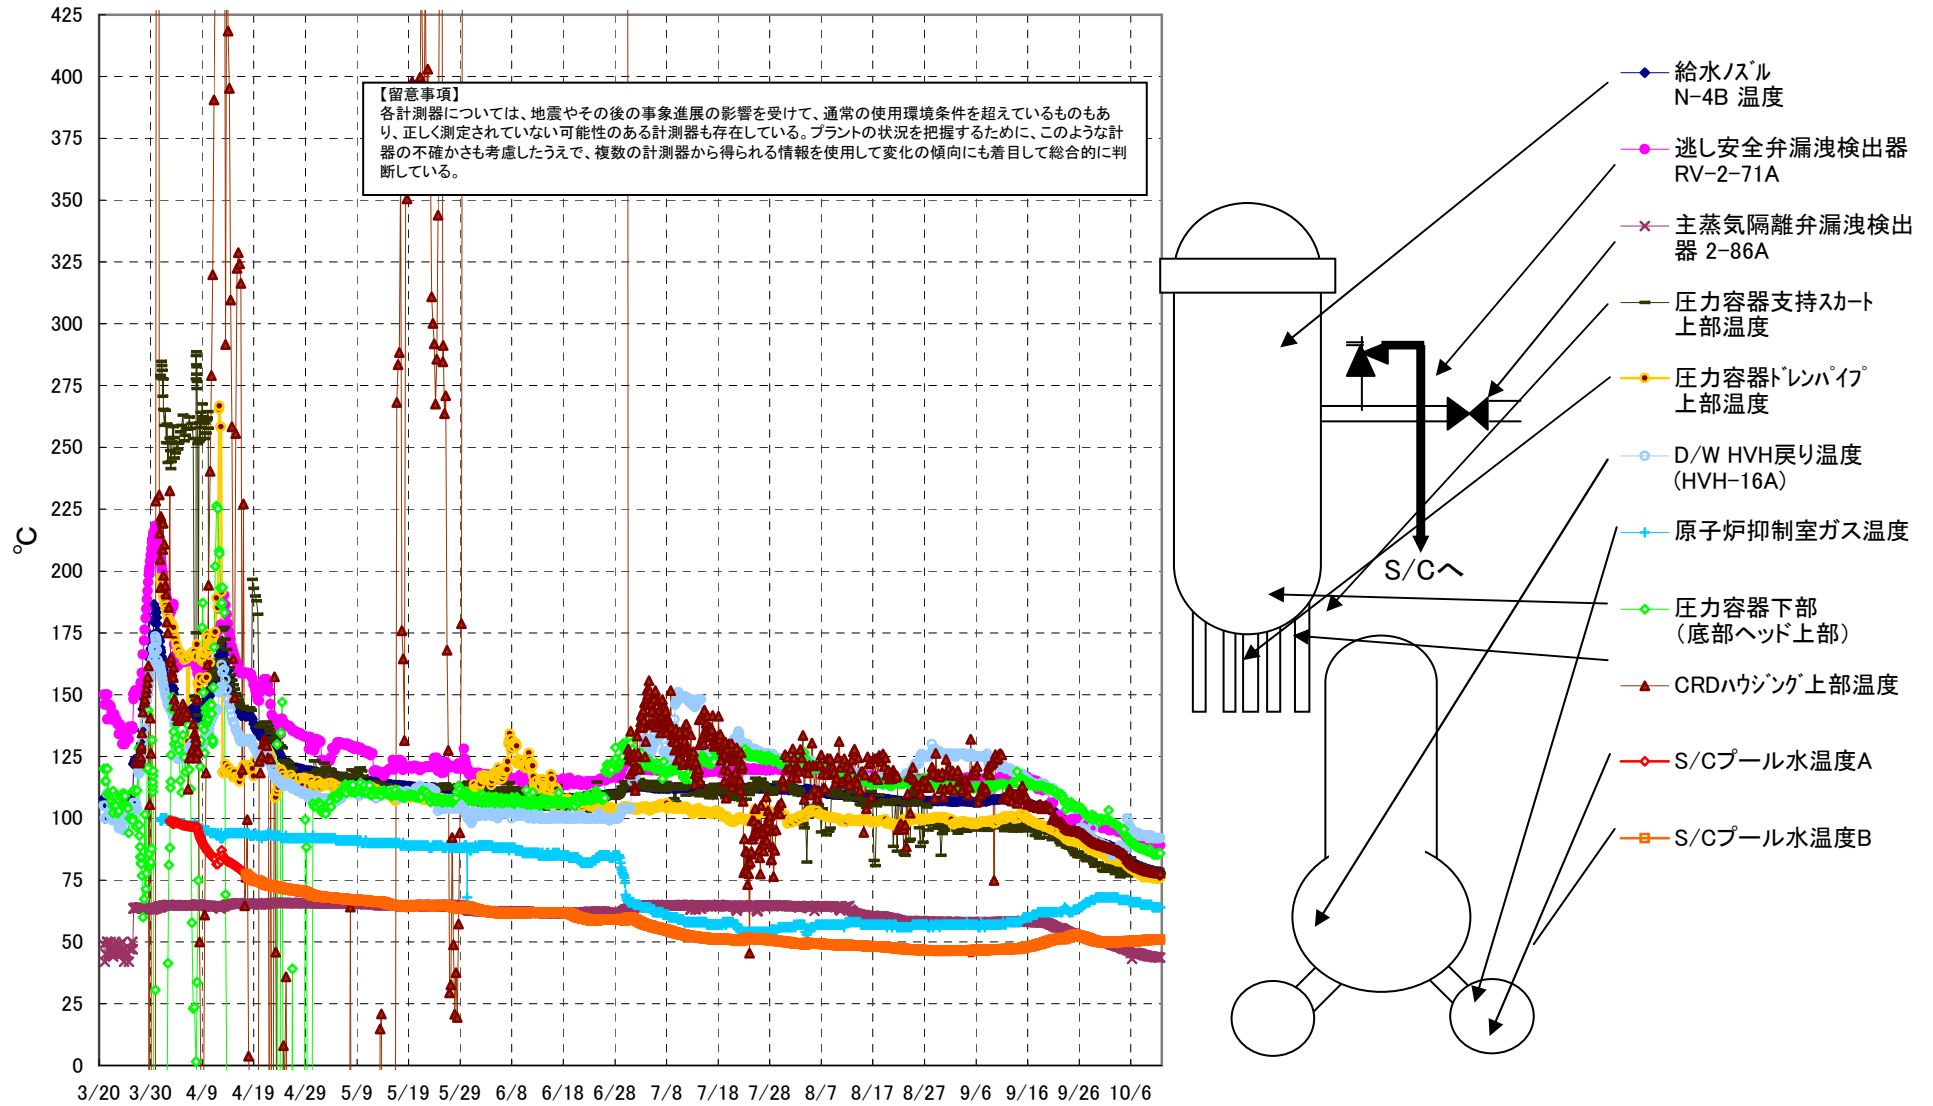 425
400
375
350
325
300
275
250
225
200
175
150
125
100
75
50
25
0
℃
3/20 3/30 4/9 4/19 4/29 5/9 5/19 5/29 6/8 6/18 6/28 7/8 7/18 7/28 8/7 8/17 8/27 9/6 9/16 9/26 10/6
【留意事項】
各計測器については、地震やその後の事象進展の影響を受けて、通常の使用環境条件を超えているものもあ
り、正しく測定されていない可能性のある計測器も存在している。プラントの状況を把握するために、このような計
器の不確かさも考慮したうえで、複数の計測器から得られる情報を使用して変化の傾向にも着目して総合的に判
断している。
S/Cへ
給水ﾉｽﾞﾙ
N-4B 温度
逃し安全弁漏洩検出器
RV-2-71A
主蒸気隔離弁漏洩検出
器 2-86A
圧力容器支持ｽｶｰﾄ
上部温度
圧力容器ﾄﾞﾚﾝﾊﾟｲﾌﾟ
上部温度
D/W HVH戻り温度
(HVH-16A)
原子炉抑制室ガス温度
圧力容器下部
（底部ヘッド上部）
CRDﾊｳｼﾞﾝｸﾞ上部温度
S/Cプール水温度A
S/Cプール水温度B